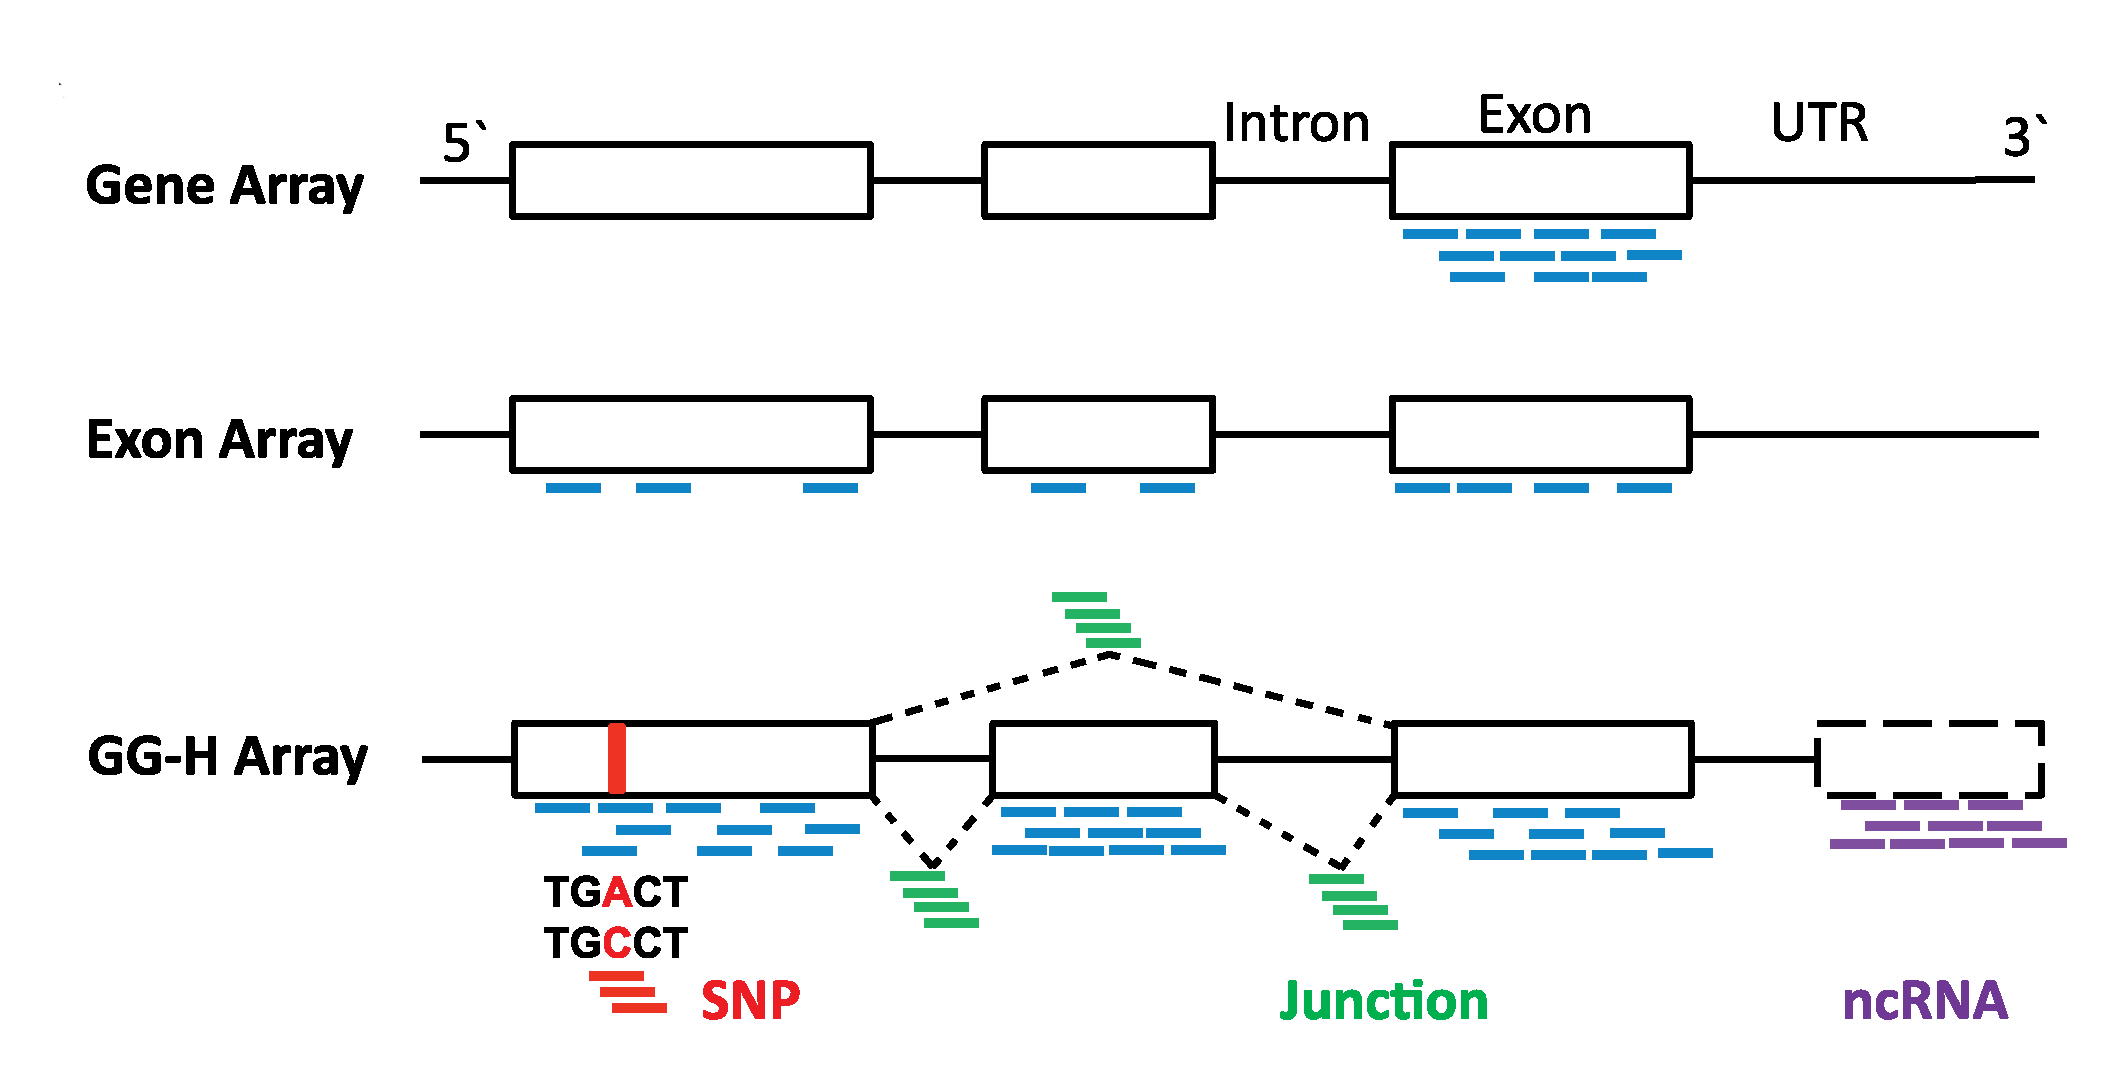 Intron
Exon
UTR
5`
3`
Gene Array
Exon Array
GG-H Array
TGACT
TGCCT
SNP
Junction
ncRNA